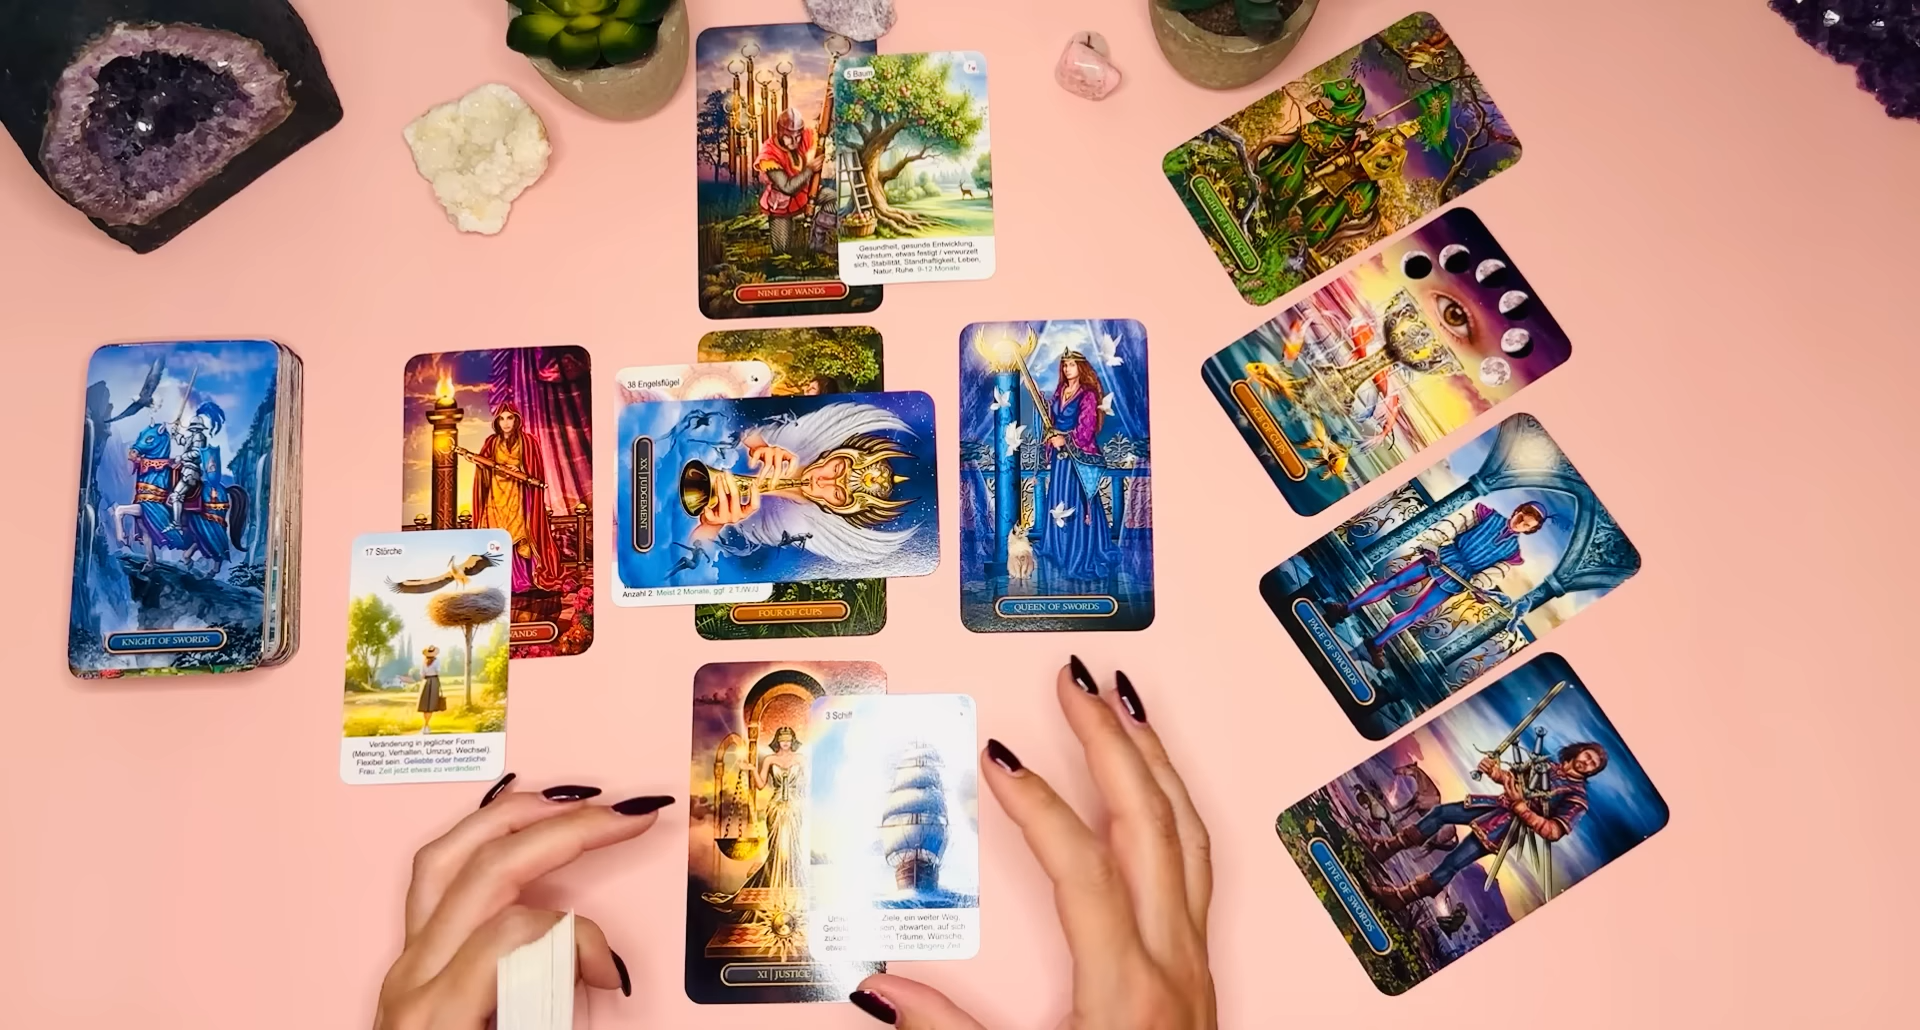 NINE OF WANDS
5 Baum
Gesundheit, gesunde Entwicklung,
Wachstum, etwas festigt / verwurzelt
sich, Stabilität, Standhaftigkeit, Leben,
Natur, Ruhe. 9-12 Monate
KNIGHT OF PENTACLES
ACE OF CUPS
PAGE OF SWORDS
FIVE OF SWORDS
KNIGHT OF SWORDS
WANDS
17 Störche
Veränderung in jeglicher Form
(Meinung, Verhalten, Umzug, Wechsel).
Flexibel sein. Geliebte oder herzliche
Frau. Zeit jetzt etwas zu verändern.
38 Engelsflügel
XX | JUDGEMENT
Anzahl 2. Meist 2 Monate, ggf. 2 T./W./J.
FOUR OF CUPS
QUEEN OF SWORDS
3 Schiff
Ziele, ein weiter Weg,
sein, abwarten, auf sich
Träume, Wünsche,
Eine längere Zeit
XI | JUSTICE